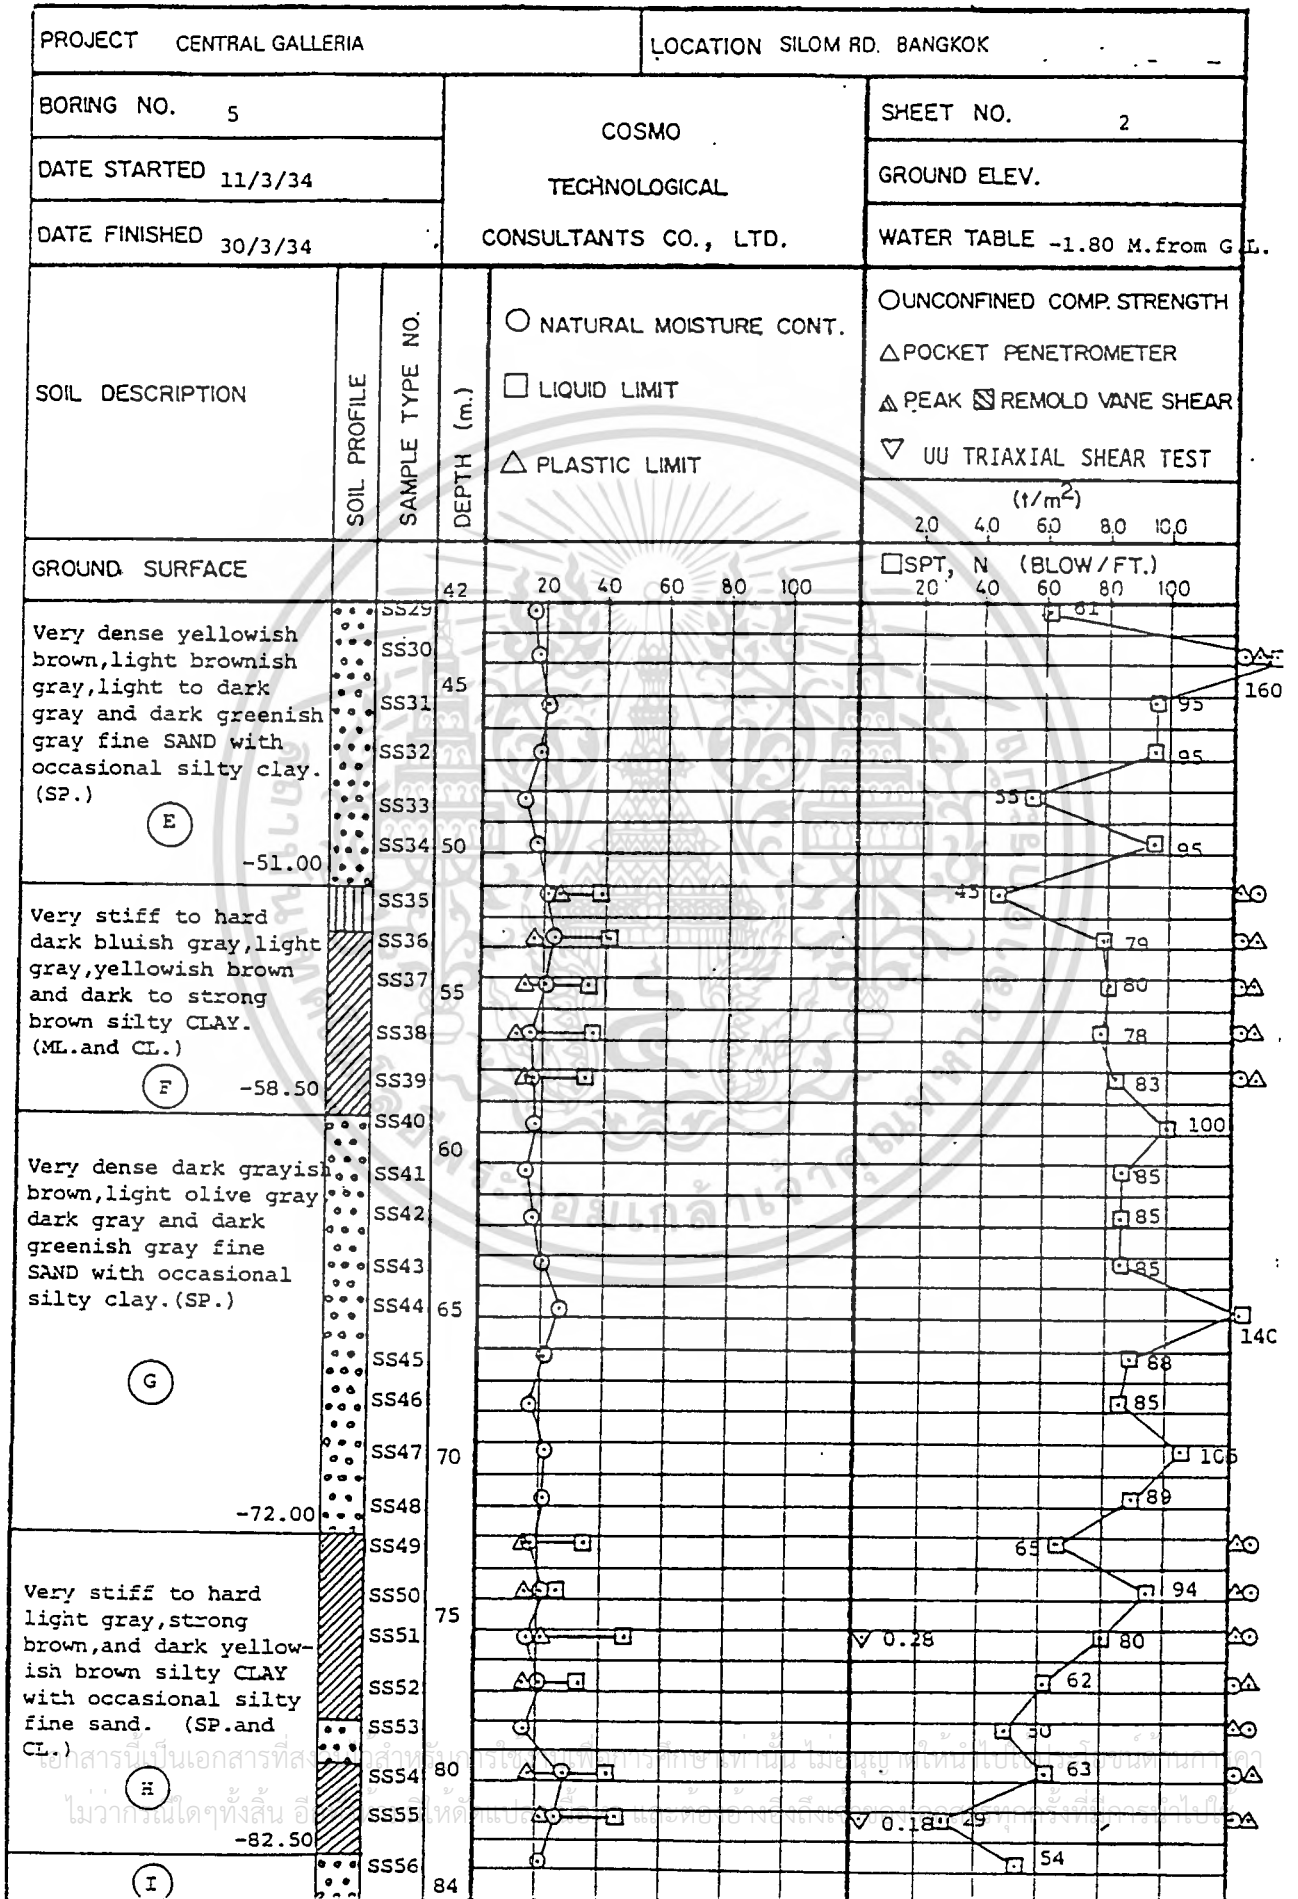 PROJECT CENTRAL GALLERIA
LOCATION SILOM RD. BANGKOK
BORING NO. 5
DATE STARTED 11/3/34
DATE FINISHED 30/3/34
COSMO
TECHNOLOGICAL
CONSULTANTS CO., LTD.
SHEET NO. 2
GROUND ELEV.
WATER TABLE -1.80 M.from G.L.
SOIL DESCRIPTION
SOIL PROFILE
SAMPLE TYPE NO.
DEPTH (m.)
NATURAL MOISTURE CONT.
LIQUID LIMIT
PLASTIC LIMIT
UNCONFINED COMP. STRENGTH
POCKET PENETROMETER
PEAK REMOLD VANE SHEAR
UU TRIAXIAL SHEAR TEST
(t/m2)
2.0 4.0 6.0 8.0 10.0
GROUND SURFACE
SPT, N (BLOW/FT.)
42
20 40 60 80 100
20 40 60 80 100
Very dense yellowish
brown,light brownish
gray,light to dark
gray and dark greenish
gray fine SAND with
occasional silty clay.
(SP.)
E
-51.00
Very stiff to hard
dark bluish gray,light
gray,yellowish brown
and dark to strong
brown silty CLAY.
(ML.and CL.)
F
-58.50
Very dense dark grayish
brown,light olive gray
dark gray and dark
greenish gray fine
SAND with occasional
silty clay.(SP.)
G
-72.00
Very stiff to hard
light gray,strong
brown,and dark yellow-
ish brown silty CLAY
with occasional silty
fine sand. (SP.and
CL.)
H
-82.50
I
SS29
SS30
SS31
SS32
SS33
SS34
SS35
SS36
SS37
SS38
SS39
SS40
SS41
SS42
SS43
SS44
SS45
SS46
SS47
SS48
SS49
SS50
SS51
SS52
SS53
SS54
SS55
SS56
45
50
55
60
65
70
75
80
84
61
160
95
95
55
95
45
79
80
78
83
100
85
85
85
140
88
85
106
89
65
94
0.28 80
62
50
63
0.18 29
54